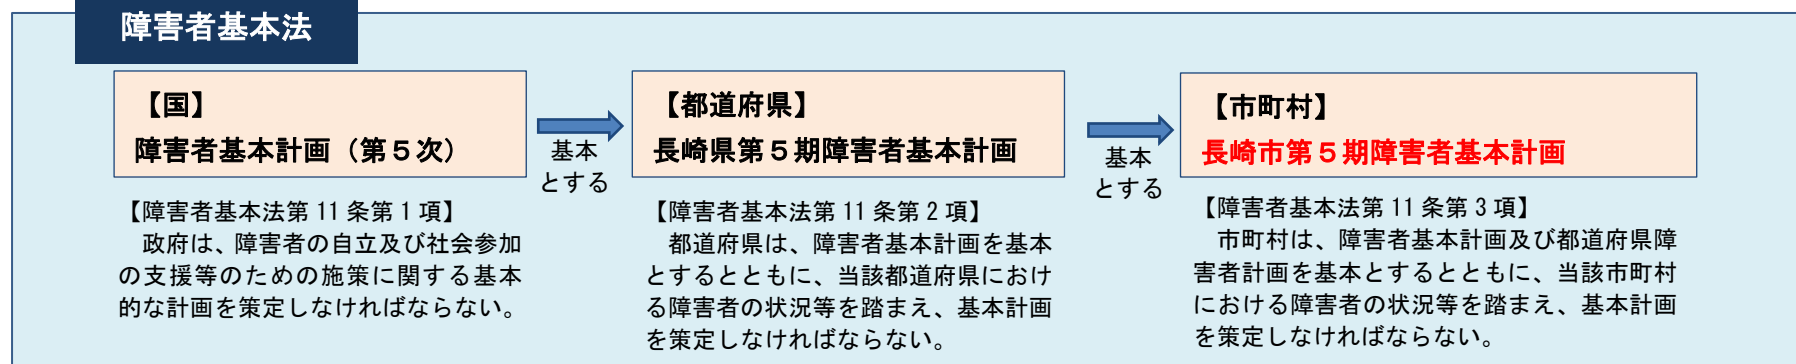 障害者基本法
【国】
障害者基本計画（第５次）
基本
とする
【都道府県】
長崎県第５期障害者基本計画
基本
とする
【市町村】
長崎市第５期障害者基本計画
【障害者基本法第 11 条第 1 項】
政府は、障害者の自立及び社会参加
の支援等のための施策に関する基本
的な計画を策定しなければならない。
【障害者基本法第 11 条第 2 項】
都道府県は、障害者基本計画を基本
とするとともに、当該都道府県におけ
る障害者の状況等を踏まえ、基本計画
を策定しなければならない。
【障害者基本法第 11 条第 3 項】
市町村は、障害者基本計画及び都道府県障
害者計画を基本とするとともに、当該市町村
における障害者の状況等を踏まえ、基本計画
を策定しなければならない。